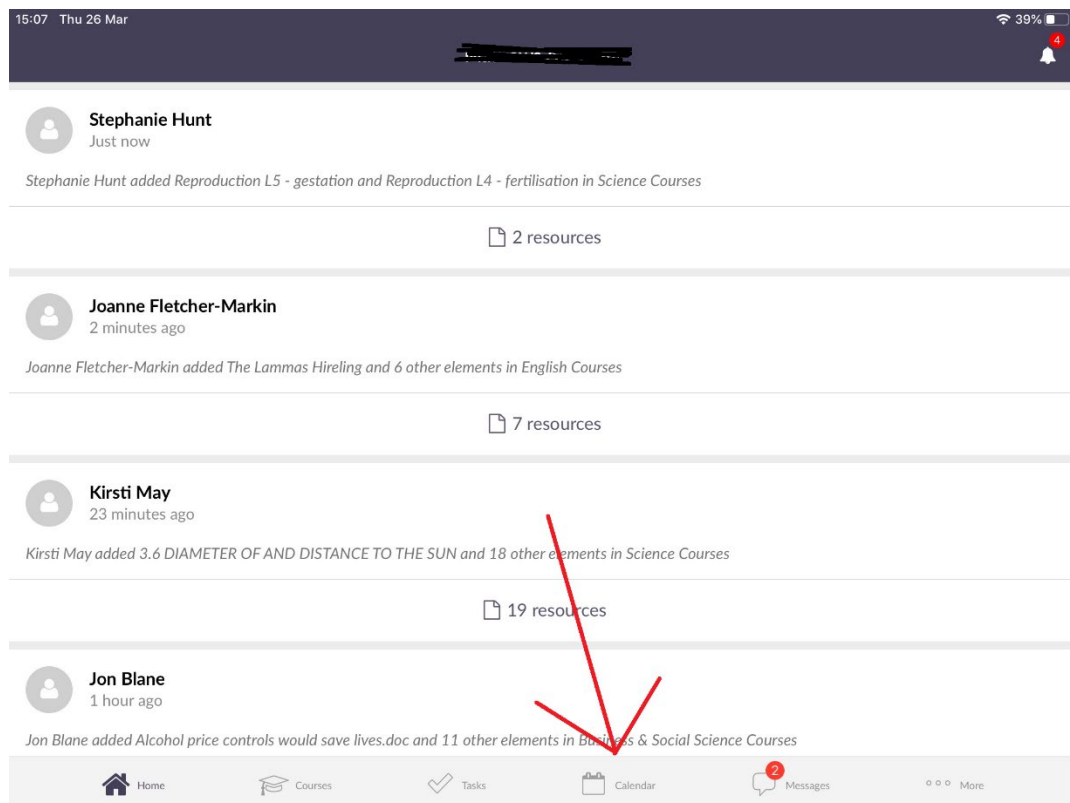 15:07 Thu 26 Mar 39%
4
Stephanie Hunt
Just now
Stephanie Hunt added Reproduction L5 - gestation and Reproduction L4 - fertilisation in Science Courses
2 resources
Joanne Fletcher-Markin
2 minutes ago
Joanne Fletcher-Markin added The Lammas Hireling and 6 other elements in English Courses
7 resources
Kirsti May
23 minutes ago
Kirsti May added 3.6 DIAMETER OF AND DISTANCE TO THE SUN and 18 other elements in Science Courses
19 resources
Jon Blane
1 hour ago
Jon Blane added Alcohol price controls would save lives.doc and 11 other elements in Business & Social Science Courses
Home Courses Tasks Calendar 2 Messages More